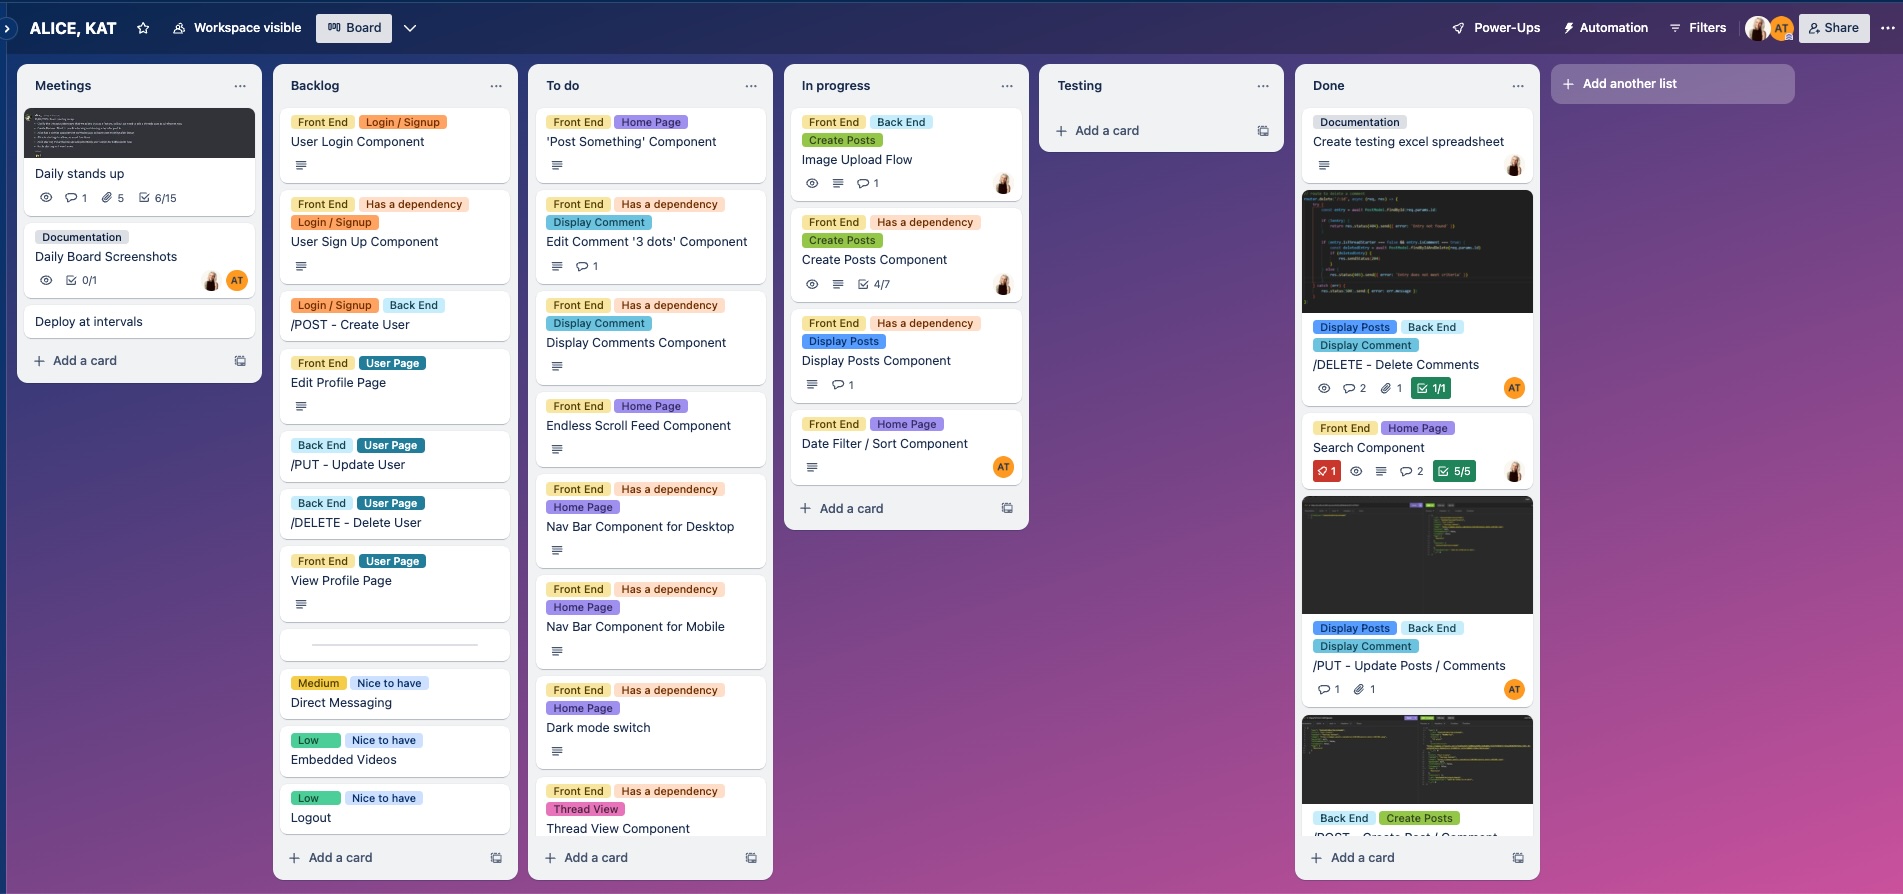 ALICE, KAT Workspace visible Board Power-Ups Automation Filters AT Share
Meetings
Daily stands up
1 5 6/15
Documentation
Daily Board Screenshots
0/1 AT
Deploy at intervals
+ Add a card
Backlog
Front End Login / Signup
User Login Component
Front End Has a dependency
Login / Signup
User Sign Up Component
Login / Signup Back End
/POST - Create User
Front End User Page
Edit Profile Page
Back End User Page
/PUT - Update User
Back End User Page
/DELETE - Delete User
Front End User Page
View Profile Page
Medium Nice to have
Direct Messaging
Low Nice to have
Embedded Videos
Low Nice to have
Logout
+ Add a card
To do
Front End Home Page
'Post Something' Component
Front End Has a dependency
Display Comment
Edit Comment '3 dots' Component
1
Front End Has a dependency
Display Comment
Display Comments Component
Front End Home Page
Endless Scroll Feed Component
Front End Has a dependency
Home Page
Nav Bar Component for Desktop
Front End Has a dependency
Home Page
Nav Bar Component for Mobile
Front End Has a dependency
Home Page
Dark mode switch
Front End Has a dependency
Thread View
Thread View Component
+ Add a card
In progress
Front End Back End
Create Posts
Image Upload Flow
1
Front End Has a dependency
Create Posts
Create Posts Component
4/7
Front End Has a dependency
Display Posts
Display Posts Component
1
Front End Home Page
Date Filter / Sort Component
AT
+ Add a card
Testing
+ Add a card
Done
Documentation
Create testing excel spreadsheet
Display Posts Back End
Display Comment
/DELETE - Delete Comments
2 1 1/1 AT
Front End Home Page
Search Component
1 2 5/5
Display Posts Back End
Display Comment
/PUT - Update Posts / Comments
1 1 AT
Back End Create Posts
/POST - Create Post / Comment
+ Add a card
+ Add another list